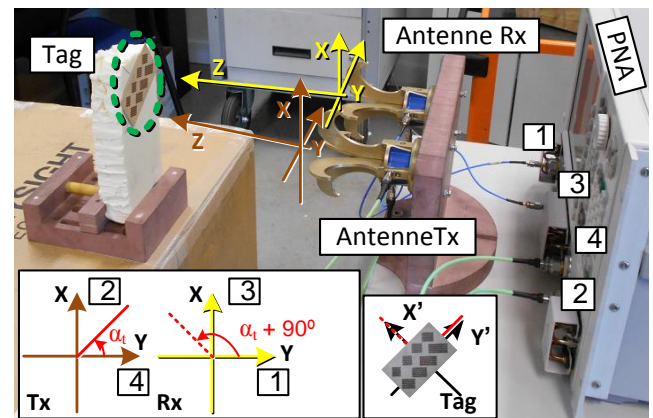 Antenne Rx
Tag
PNA
X
Z
Y
X
Z
Y
1
3
4
2
AntenneTx
SIGHT
X
2
αt
Y
4
Tx
X
3
αt + 90º
Y
1
Rx
X'
Y'
Tag